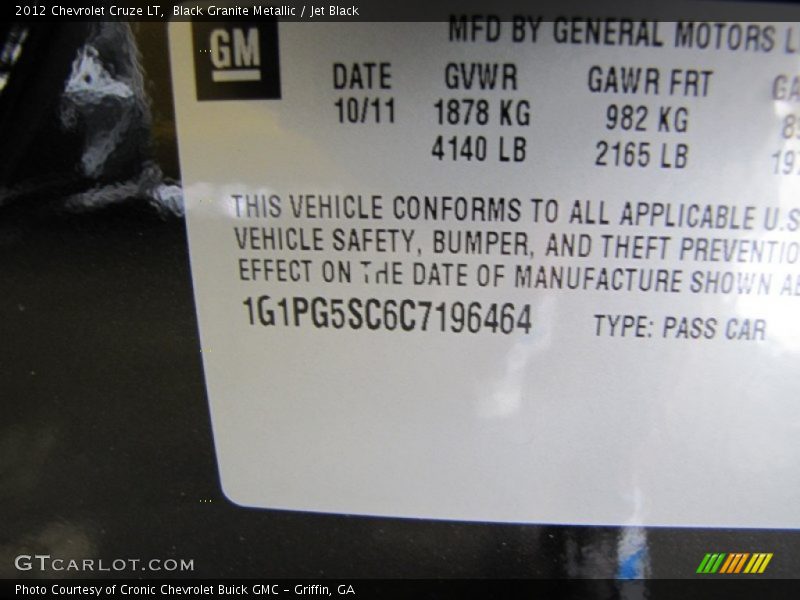 2012 Chevrolet Cruze LT,  Black Granite Metallic / Jet Black
GM
MFD BY GENERAL MOTORS
DATE GVWR GAWR FRT
10/11 1878 KG 982 KG
4140 LB 2165 LB
THIS VEHICLE CONFORMS TO ALL APPLICABLE U.S
VEHICLE SAFETY, BUMPER, AND THEFT
EFFECT ON THE DATE OF MANUFACTURE SHOWN
1G1PG5SC6C7196464 TYPE: PASS CAR
GTCARLOT.COM
Photo Courtesy of Cronic Chevrolet Buick GMC – Griffin, GA